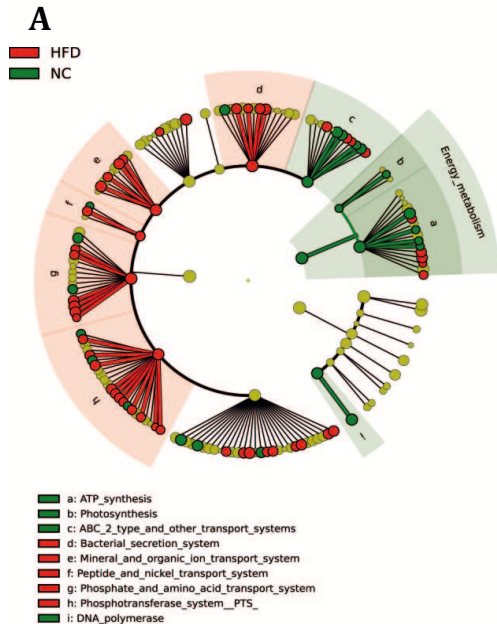 A
HFD
NC
d
c
b
Energy_metabolism
a
e
f
g
h
i
a: ATP_synthesis
b: Photosynthesis
c: ABC_2_type_and_other_transport_systems
d: Bacterial_secretion_system
e: Mineral_and_organic_ion_transport_system
f: Peptide_and_nickel_transport_system
g: Phosphate_and_amino_acid_transport_system
h: Phosphotransferase_system__PTS_
i: DNA_polymerase